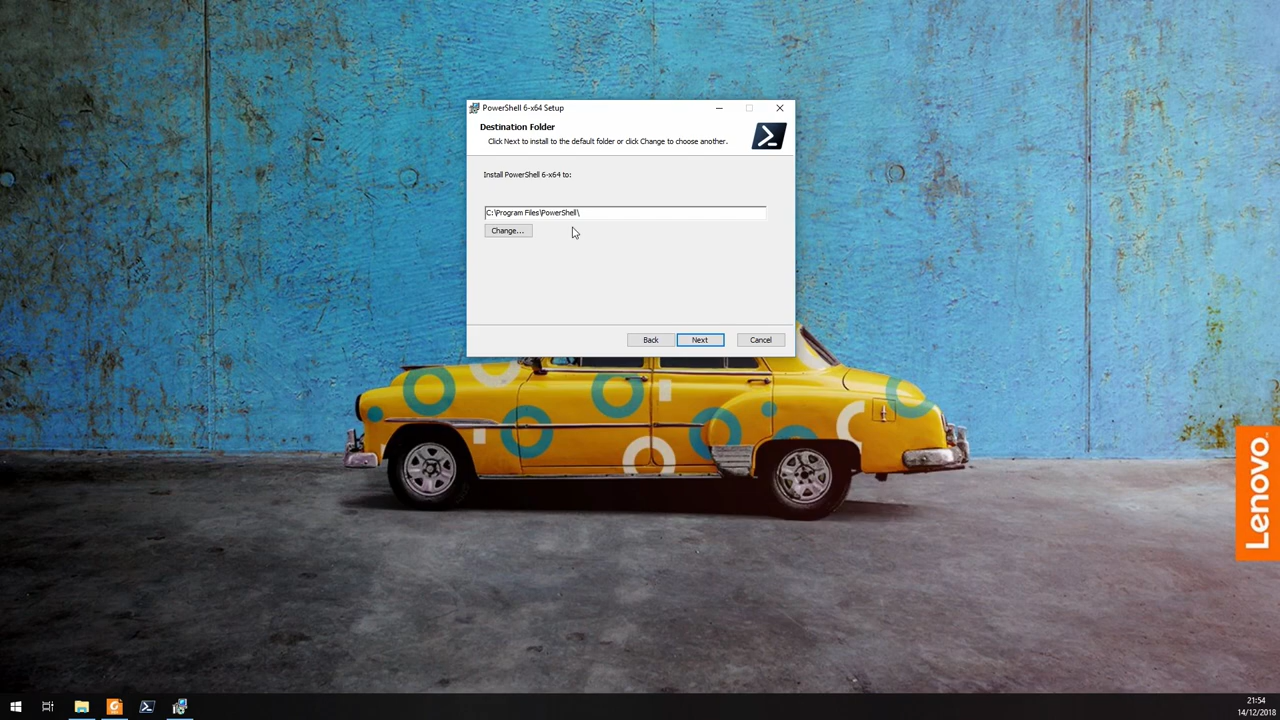 PowerShell 6-x64 Setup
Destination Folder
Click Next to install to the default folder or click Change to choose another.
Install PowerShell 6-x64 to:
C:\Program Files\PowerShell\
Change...
Back
Next
Cancel
Lenovo
21:54
14/12/2018